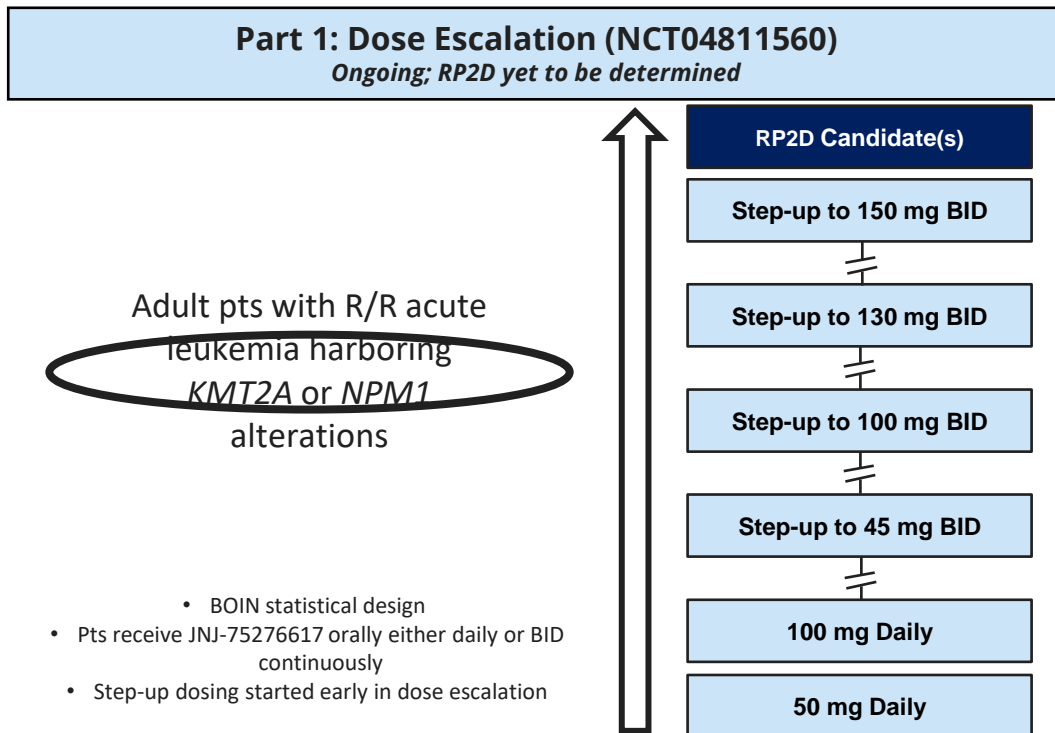 Part 1: Dose Escalation (NCT04811560)
Ongoing; RP2D yet to be determined
RP2D Candidate(s)
Step-up to 150 mg BID
Step-up to 130 mg BID
Step-up to 100 mg BID
Step-up to 45 mg BID
100 mg Daily
50 mg Daily
Adult pts with R/R acute
leukemia harboring
KMT2A or NPM1
alterations
• BOIN statistical design
• Pts receive JNJ-75276617 orally either daily or BID
continuously
• Step-up dosing started early in dose escalation